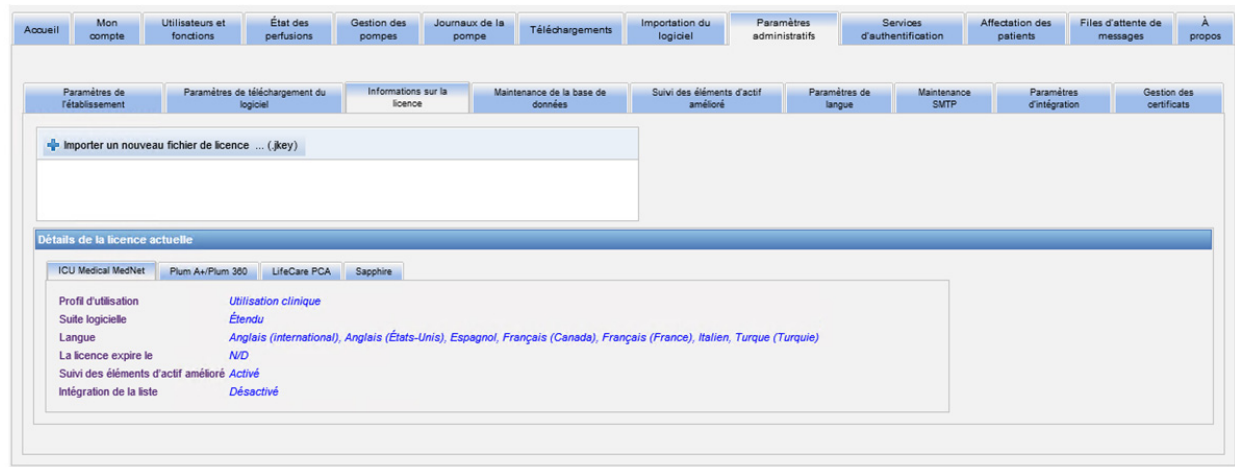 Accueil
Mon compte
Utilisateurs et fonctions
État des perfusions
Gestion des pompes
Journaux de la pompe
Téléchargements
Importation du logiciel
Paramètres administratifs
Services d'authentification
Affectation des patients
Files d'attente de messages
À propos
Paramètres de l'établissement
Paramètres de téléchargement du logiciel
Informations sur la licence
Maintenance de la base de données
Suivi des éléments d'actif amélioré
Paramètres de langue
Maintenance SMTP
Paramètres d'intégration
Gestion des certificats
Importer un nouveau fichier de licence ... (.jkey)
Détails de la licence actuelle
ICU Medical MedNet Plum A+/Plum 360 LifeCare PCA Sapphire
Profil d'utilisation Utilisation clinique
Suite logicielle Étendu
Langue Anglais (international), Anglais (États-Unis), Espagnol, Français (Canada), Français (France), Italien, Turque (Turquie)
La licence expire le N/D
Suivi des éléments d'actif amélioré Activé
Intégration de la liste Désactivé